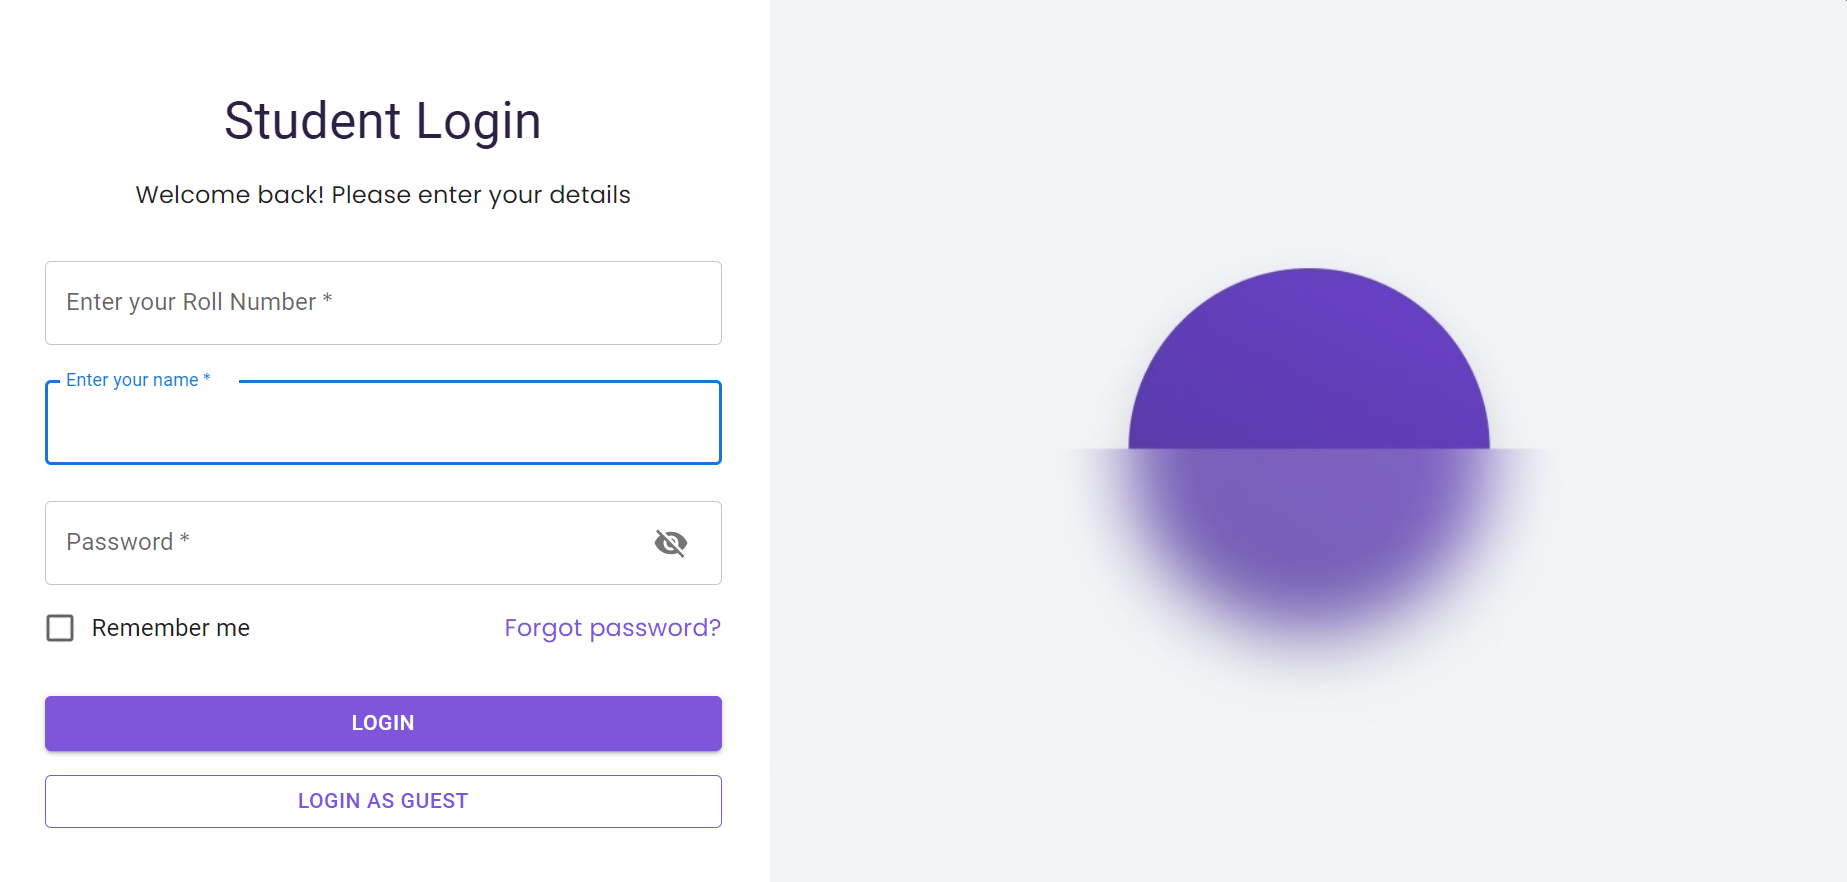 Student Login
Welcome back! Please enter your details
Enter your Roll Number *
Enter your name *
Password *
Remember me
Forgot password?
LOGIN
LOGIN AS GUEST